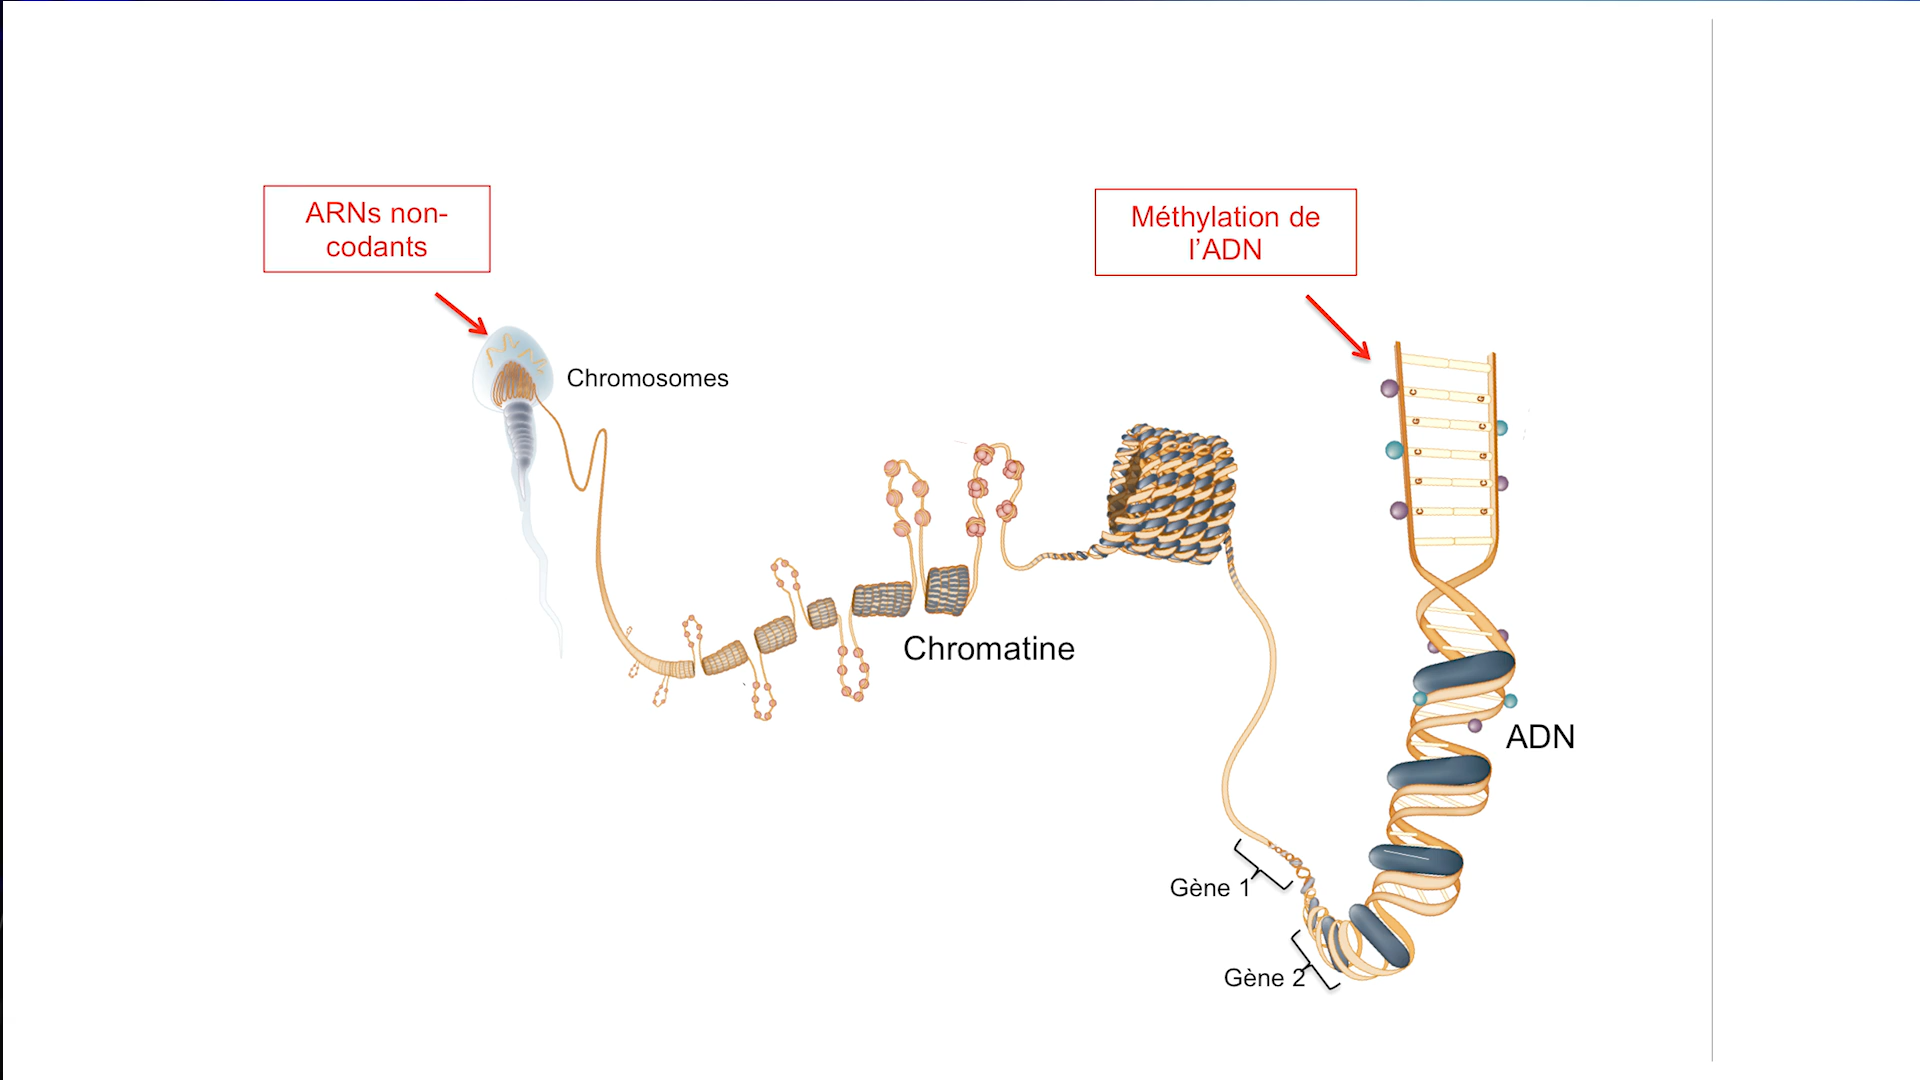 ARNs non-
codants
Méthylation de
l’ADN
Chromosomes
C G
G C
C G
G C
C G
Chromatine
ADN
Gène 1
Gène 2